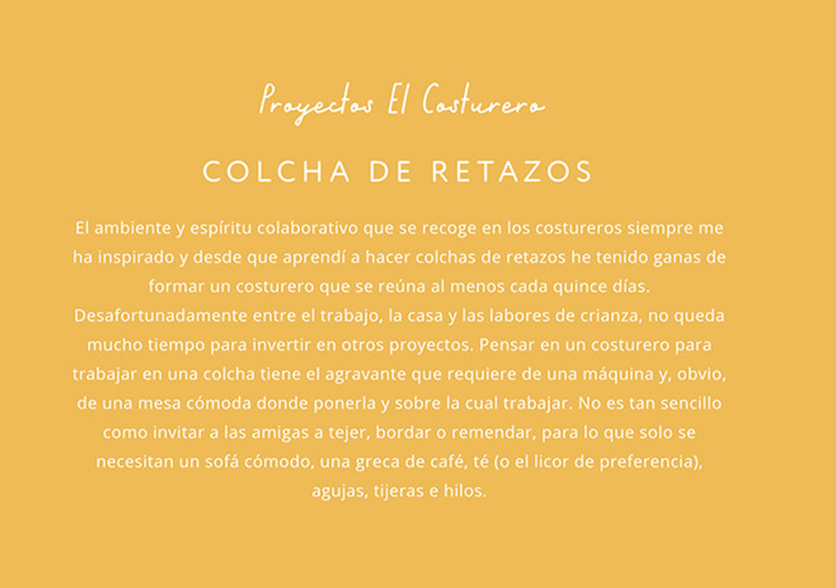 Proyectos El Costurero
COLCHA DE RETAZOS
El ambiente y espíritu colaborativo que se recoge en los costureros siempre me
ha inspirado y desde que aprendí a hacer colchas de retazos he tenido ganas de
formar un costurero que se reúna al menos cada quince días.
Desafortunadamente entre el trabajo, la casa y las labores de crianza, no queda
mucho tiempo para invertir en otros proyectos. Pensar en un costurero para
trabajar en una colcha tiene el agravante que requiere de una máquina y, obvio,
de una mesa cómoda donde ponerla y sobre la cual trabajar. No es tan sencillo
como invitar a las amigas a tejer, bordar o remendar, para lo que solo se
necesitan un sofá cómodo, una greca de café, té (o el licor de preferencia),
agujas, tijeras e hilos.